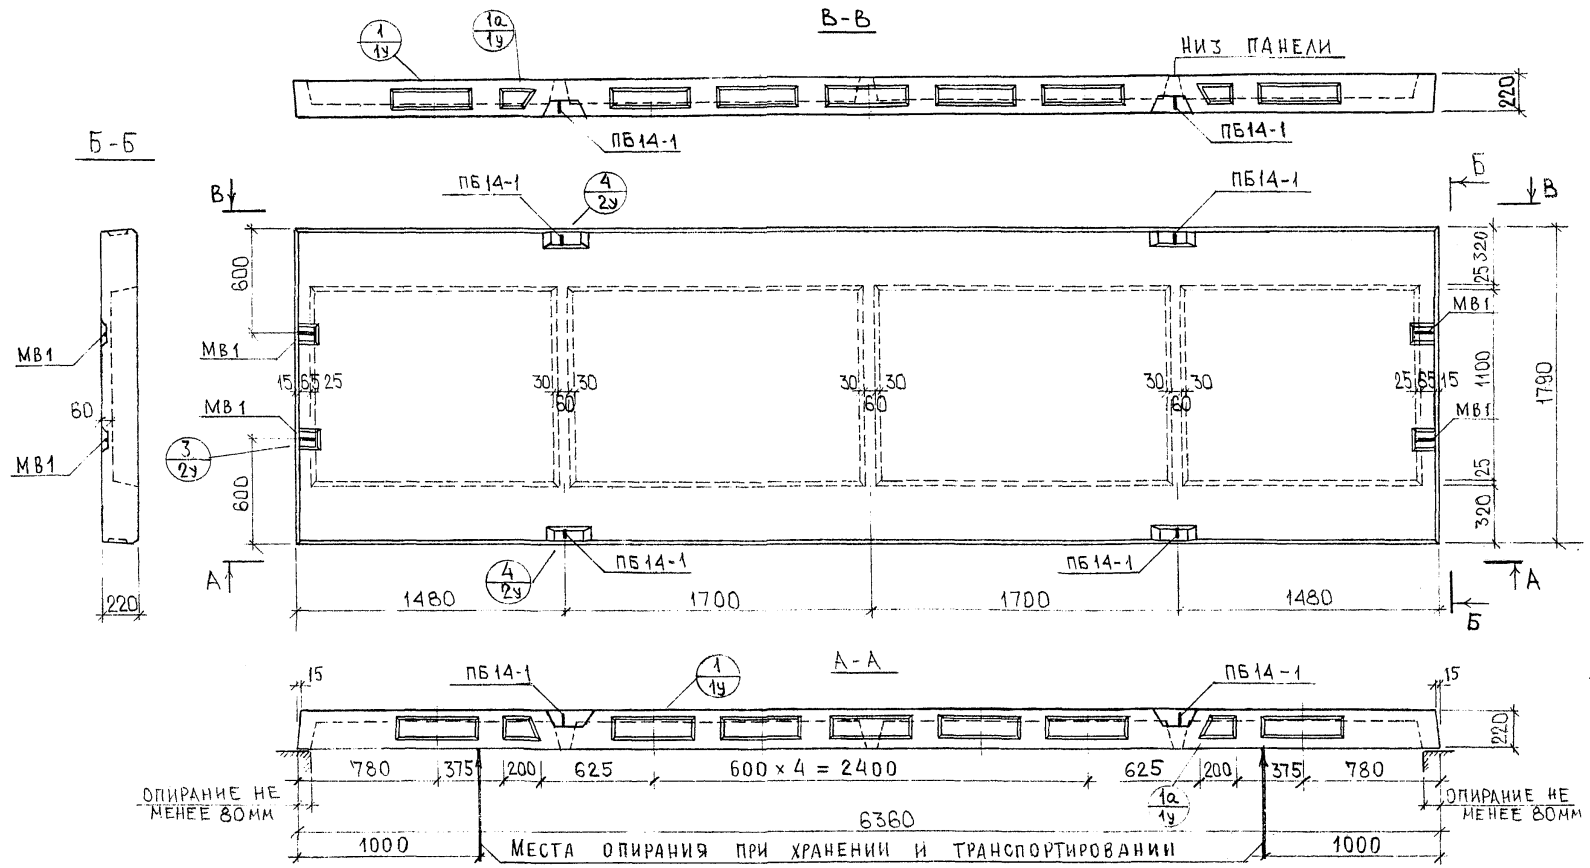 В-В
1
1у
1а
1у
НИЗ ПАНЕЛИ
220
ПБ14-1
ПБ14-1
Б-Б
В
ПБ14-1
4
2у
ПБ14-1
Б
В
600
320
25
МВ1
МВ1
МВ1
15 65 25
30 30
60
30 30
60
30 30
60
25 65 15
1100
1790
60
МВ1
МВ1
МВ1
3
2у
600
25
320
220
А
4
2у
ПБ14-1
ПБ14-1
А
1480
1700
1700
1480
Б
А-А
15
ПБ14-1
1
1у
ПБ14-1
15
220
780
375
200
625
600 × 4 = 2400
625
200
375
780
ОПИРАНИЕ НЕ
МЕНЕЕ 80ММ
1а
1у
ОПИРАНИЕ НЕ
МЕНЕЕ 80ММ
6360
1000
МЕСТА ОПИРАНИЯ ПРИ ХРАНЕНИИ И ТРАНСПОРТИРОВАНИИ
1000